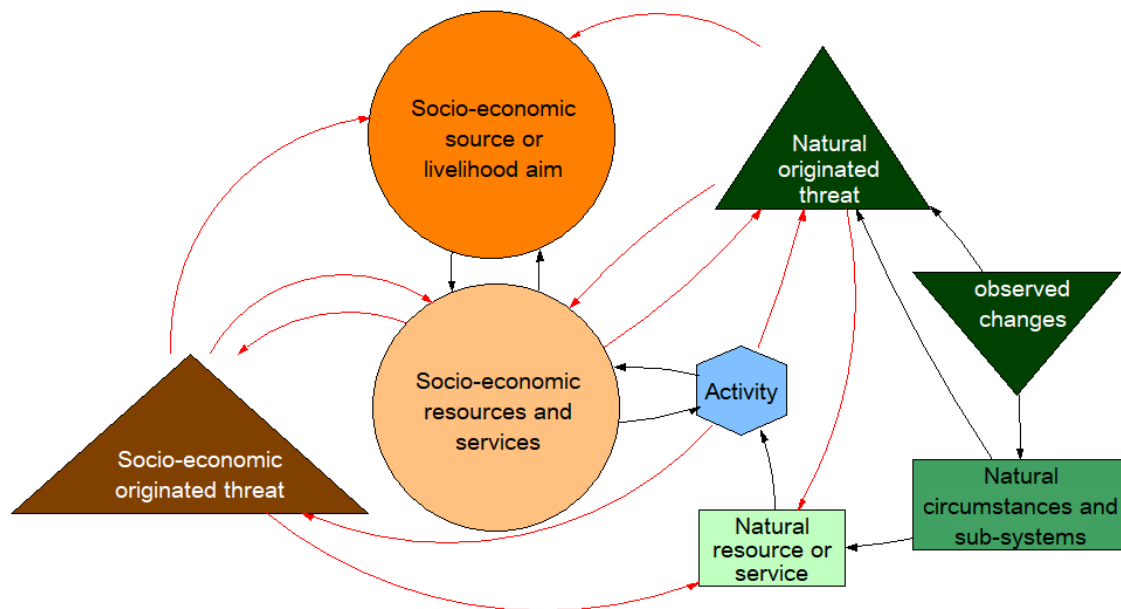 Socio-economic
source or
livelihood aim
Natural
originated
threat
observed
changes
Socio-economic
resources and
services
Activity
Socio-economic
originated threat
Natural
circumstances and
sub-systems
Natural
resource or
service